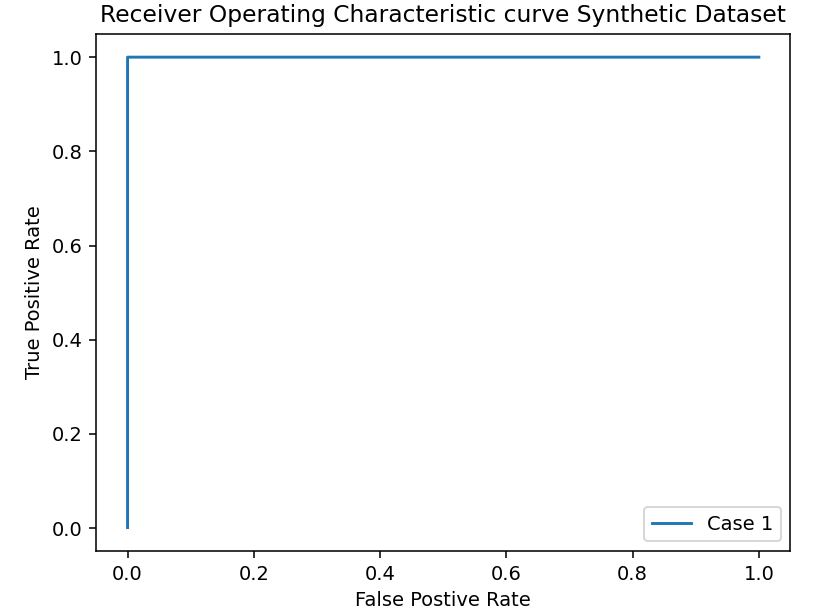 Receiver Operating Characteristic curve Synthetic Dataset
1.0
0.8
0.6
0.4
0.2
0.0
True Positive Rate
Case 1
0.0 0.2 0.4 0.6 0.8 1.0
False Postive Rate